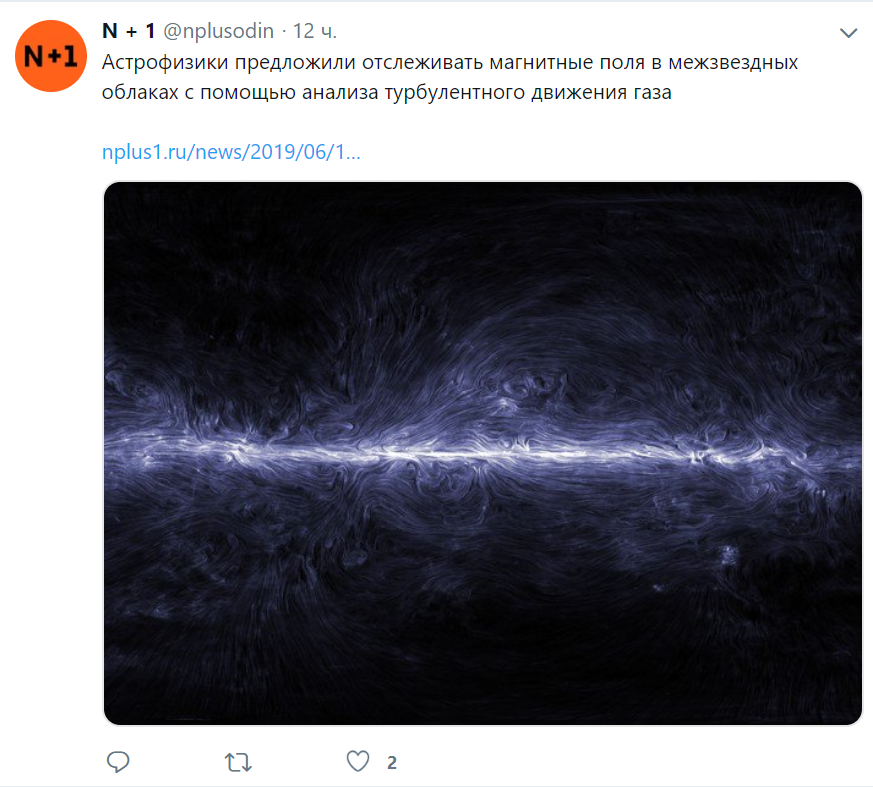 N+1
N + 1 @nplusodin · 12 ч.
Астрофизики предложили отслеживать магнитные поля в межзвездных
облаках с помощью анализа турбулентного движения газа
nplus1.ru/news/2019/06/1...
2